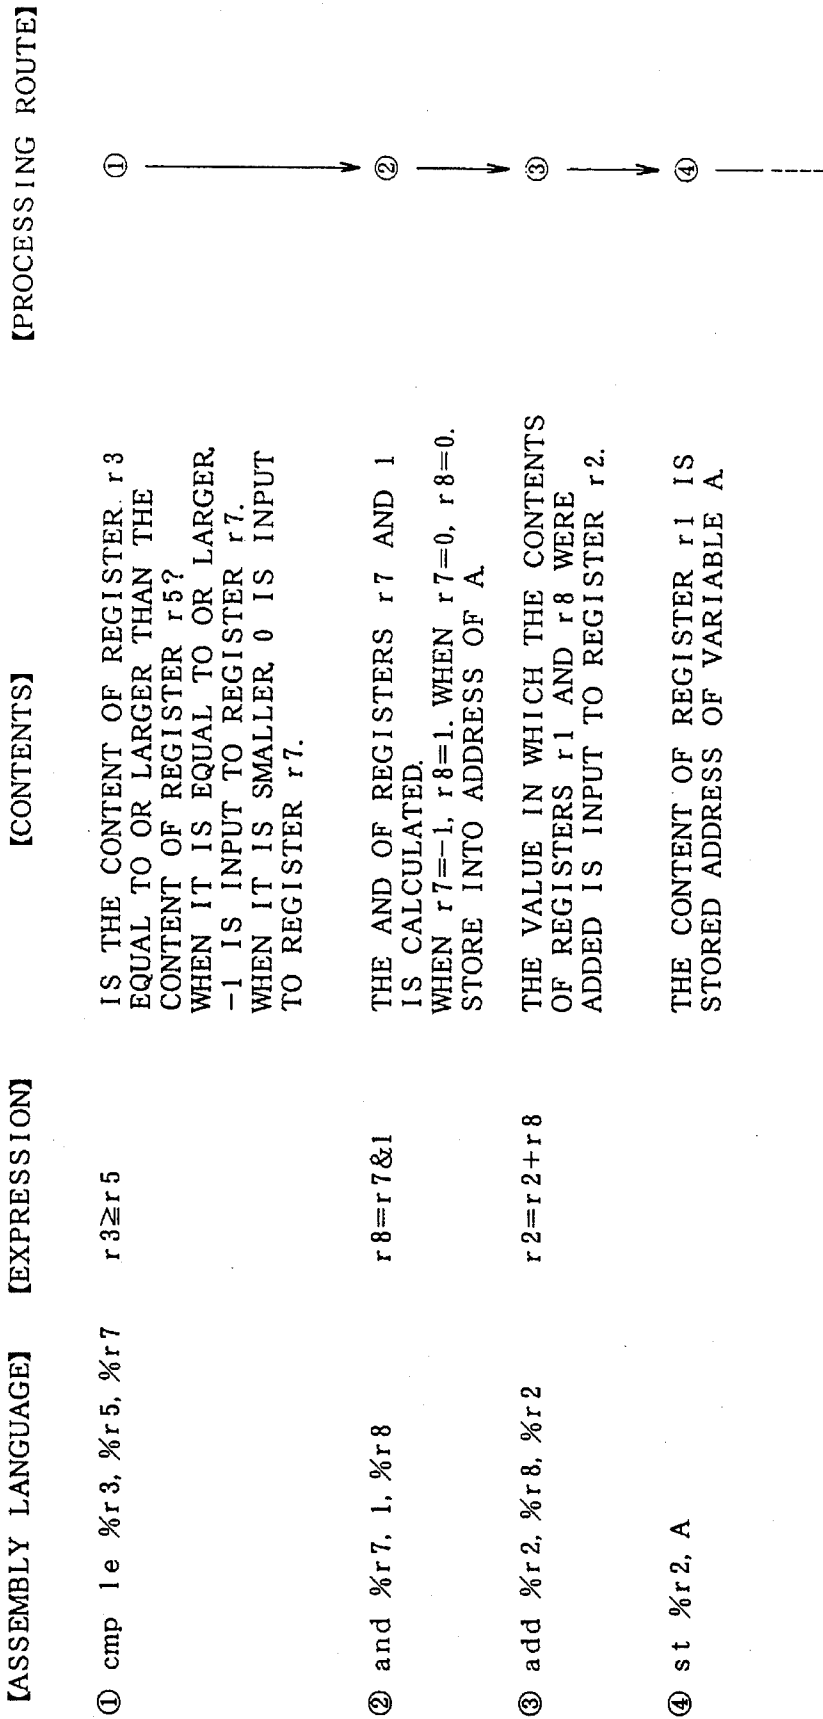 [ASSEMBLY LANGUAGE] [EXPRESSION] [CONTENTS] [PROCESSING ROUTE]
① cmp le %r3, %r5, %r7 r3≧r5 IS THE CONTENT OF REGISTER r3 ①
EQUAL TO OR LARGER THAN THE
CONTENT OF REGISTER r5?
WHEN IT IS EQUAL TO OR LARGER,
-1 IS INPUT TO REGISTER r7.
WHEN IT IS SMALLER, 0 IS INPUT
TO REGISTER r7.
② and %r7, 1, %r8 r8=r7&1 THE AND OF REGISTERS r7 AND 1 ②
IS CALCULATED.
WHEN r7=-1, r8=1. WHEN r7=0, r8=0.
STORE INTO ADDRESS OF A.
③ add %r2, %r8, %r2 r2=r2+r8 THE VALUE IN WHICH THE CONTENTS ③
OF REGISTERS r1 AND r8 WERE
ADDED IS INPUT TO REGISTER r2.
④ st %r2, A THE CONTENT OF REGISTER r1 IS ④
STORED ADDRESS OF VARIABLE A.